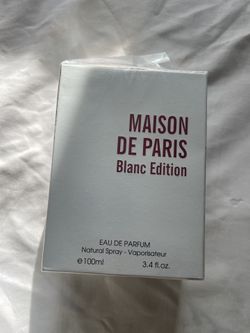 MAISON
DE PARIS
Blanc Edition
EAU DE PARFUM
Natural Spray - Vaporisateur
e100ml 3.4 fl.oz.